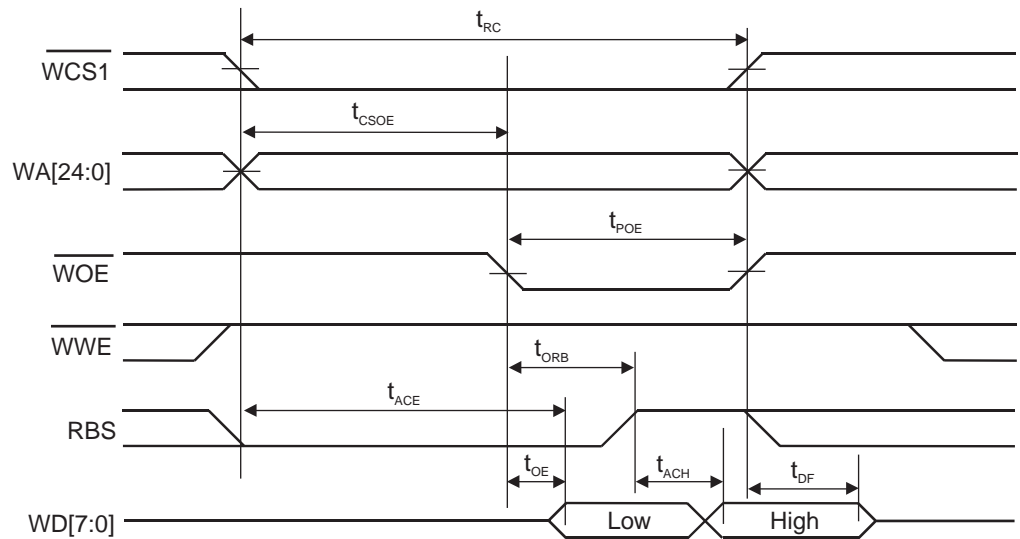 tRC
WCS1
tCSOE
WA[24:0]
tPOE
WOE
WWE
tORB
tACE
RBS
tOE
tACH
tDF
WD[7:0]
Low
High